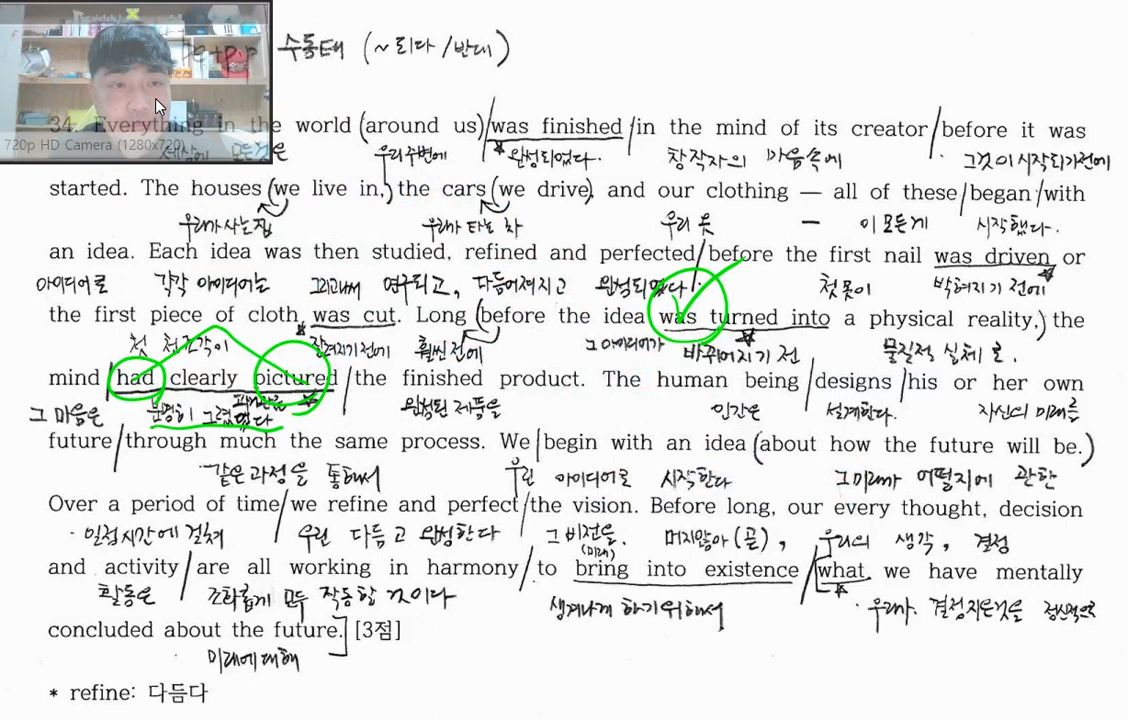 be+p.p 수동태 (~되다/반대)
34. Everything in the world (around us)/was finished/in the mind of its creator/before it was
720p HD Camera (1280x720)
세상에 모든것은 우리주변에 완성되었다. 창작자의 마음속에 그것이 시작되기전에
started. The houses (we live in,) the cars (we drive), and our clothing — all of these/began/with
우리가 사는 집 우리가 타는 차 우리 옷 — 이 모든게 시작했다.
an idea. Each idea was then studied, refined and perfected/before the first nail was driven or
아이디어로 각각 아이디어는 그리고나서 연구되고, 다듬어져지고 완성되었다. 첫 못이 박혀지기 전에
the first piece of cloth was cut. Long (before the idea was turned into a physical reality,) the
첫 천조각이 잘려지기전에 훨씬 전에 그 아이디어가 바뀌어지기 전 물질적 실체로.
mind/had clearly pictured/the finished product. The human being/designs/his or her own
그 마음은 분명히 그렸었다 완성된 제품을 인간은 설계한다. 자신의 미래를
future/through much the same process. We/begin with an idea (about how the future will be.)
같은 과정을 통해서 우린 아이디어로 시작한다 그 미래가 어떨지에 관한
Over a period of time/we refine and perfect/the vision. Before long, our every thought, decision
일정시간에 걸쳐 우린 다듬고 완성한다 그 비전을. (미래) 머지않아(곧), 우리의 생각, 결정
and activity/are all working in harmony/to bring into existence/what we have mentally
활동은 조화롭게 모두 작동할 것이다 생겨나게 하기위해서 우리가 결정지은것을 정신적으로
concluded about the future.] [3점]
미래에 대해
* refine: 다듬다